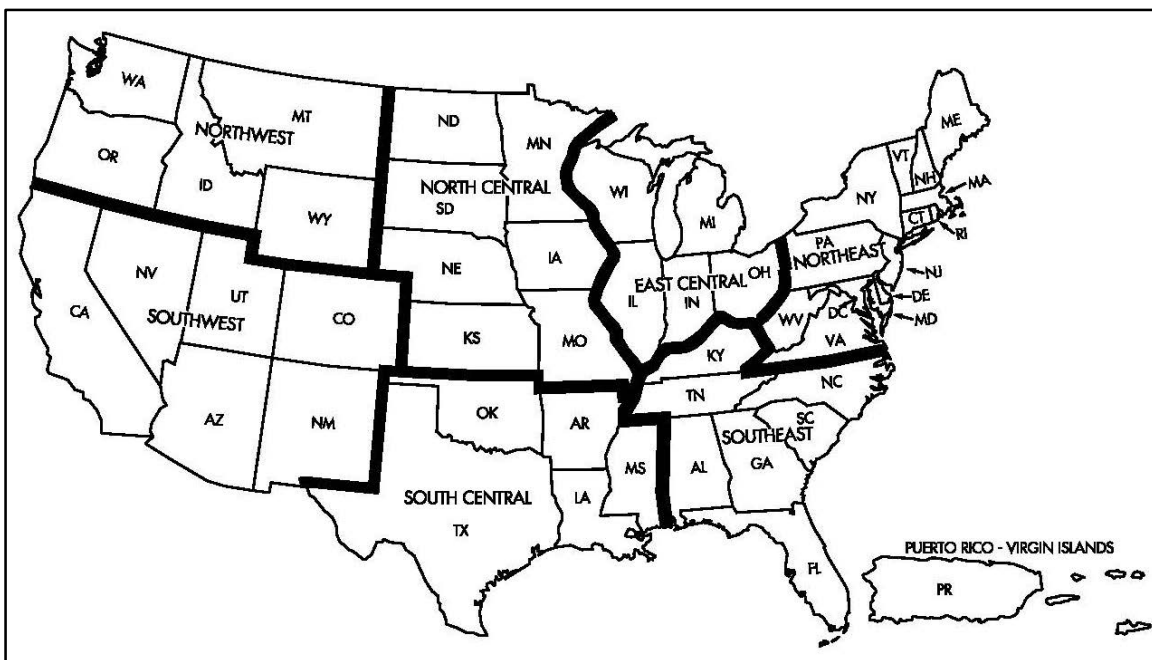 WA
MT
ND
MN
ME
NORTHWEST
OR
VT
NH
MA
ID
NORTH CENTRAL
WI
NY
SD
WY
MI
CT
RI
PA
NORTHEAST
NV
NE
IA
OH
NJ
UT
EAST CENTRAL
IL
IN
DE
CA
SOUTHWEST
CO
WV
DC
MD
KS
MO
VA
KY
NC
TN
AZ
NM
OK
AR
SC
SOUTHEAST
MS
AL
GA
SOUTH CENTRAL
LA
TX
PUERTO RICO - VIRGIN ISLANDS
FL
PR